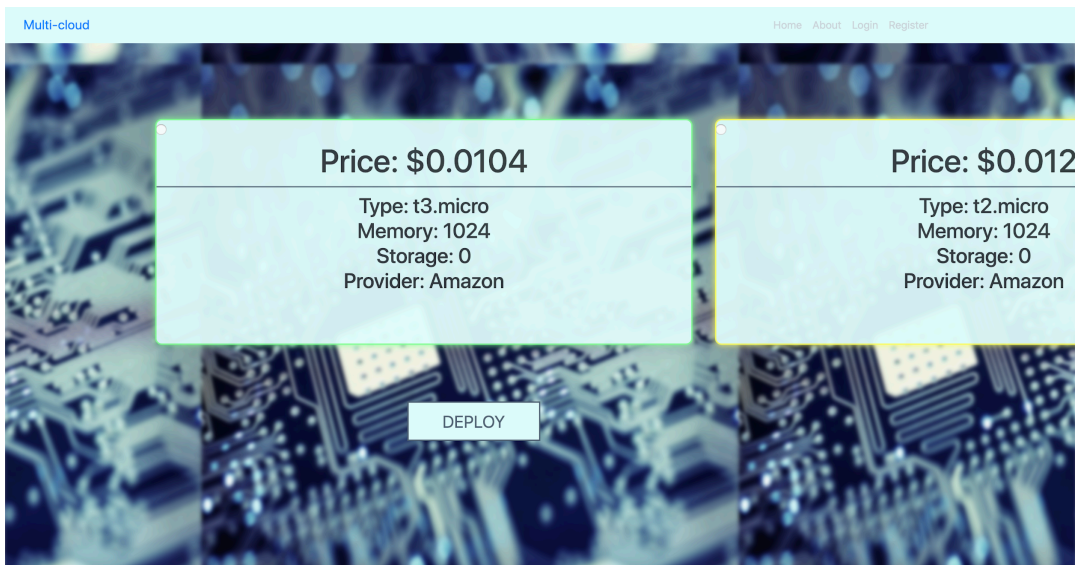 Multi-cloud
Home About Login Register
Price: $0.0104
Type: t3.micro
Memory: 1024
Storage: 0
Provider: Amazon
Price: $0.012
Type: t2.micro
Memory: 1024
Storage: 0
Provider: Amazon
DEPLOY